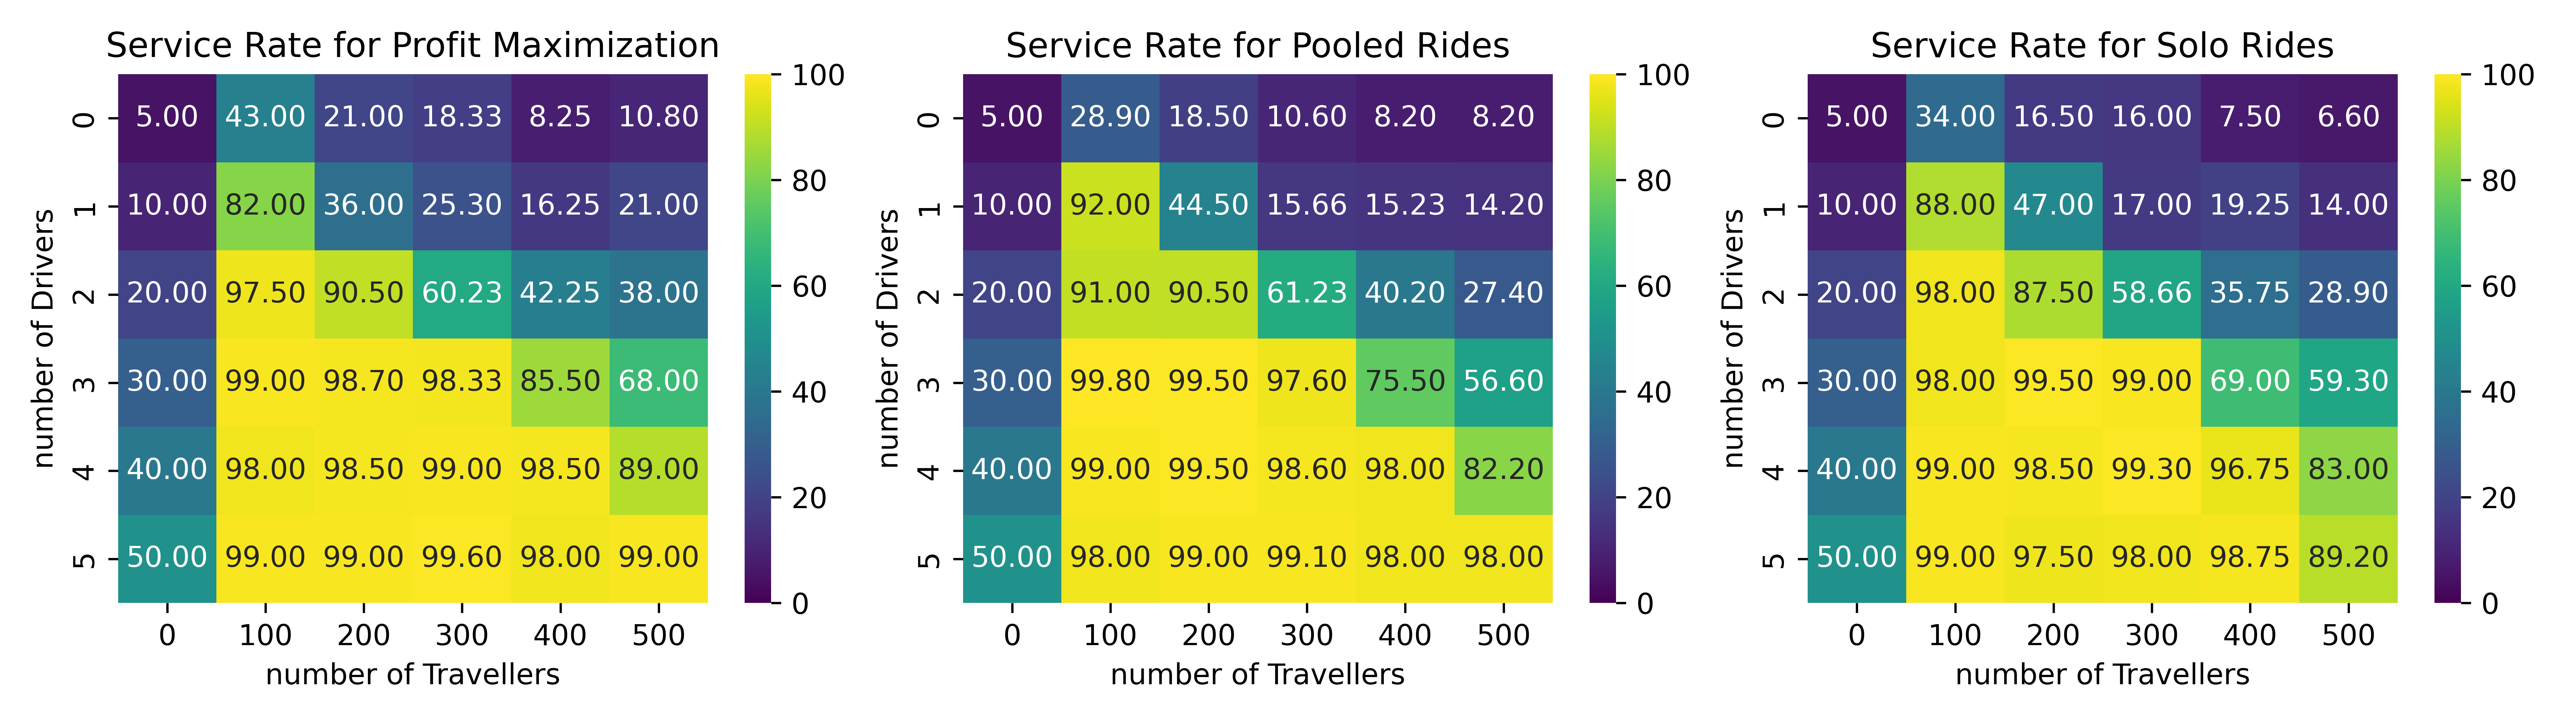 Service Rate for Profit Maximization
number of Drivers
0 5.00 43.00 21.00 18.33 8.25 10.80
1 10.00 82.00 36.00 25.30 16.25 21.00
2 20.00 97.50 90.50 60.23 42.25 38.00
3 30.00 99.00 98.70 98.33 85.50 68.00
4 40.00 98.00 98.50 99.00 98.50 89.00
5 50.00 99.00 99.00 99.60 98.00 99.00
0 100 200 300 400 500
number of Travellers
100
80
60
40
20
0
Service Rate for Pooled Rides
number of Drivers
0 5.00 28.90 18.50 10.60 8.20 8.20
1 10.00 92.00 44.50 15.66 15.23 14.20
2 20.00 91.00 90.50 61.23 40.20 27.40
3 30.00 99.80 99.50 97.60 75.50 56.60
4 40.00 99.00 99.50 98.60 98.00 82.20
5 50.00 98.00 99.00 99.10 98.00 98.00
0 100 200 300 400 500
number of Travellers
100
80
60
40
20
0
Service Rate for Solo Rides
number of Drivers
0 5.00 34.00 16.50 16.00 7.50 6.60
1 10.00 88.00 47.00 17.00 19.25 14.00
2 20.00 98.00 87.50 58.66 35.75 28.90
3 30.00 98.00 99.50 99.00 69.00 59.30
4 40.00 99.00 98.50 99.30 96.75 83.00
5 50.00 99.00 97.50 98.00 98.75 89.20
0 100 200 300 400 500
number of Travellers
100
80
60
40
20
0